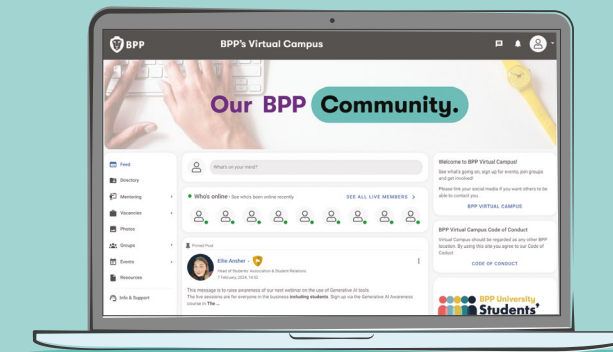 BPP
BPP's Virtual Campus
Our BPP Community.
Feed
Directory
Mentoring
Vacancies
Photos
Groups
Events
Resources
Info & Support
What's on your mind?
Who's online - See who's been online recently
SEE ALL LIVE MEMBERS
Pinned Post
Ellie Ansher -
Head of Students' Association & Student Relations
7 February, 2024, 14:52
This message is to raise awareness of our next webinar on the use of Generative AI tools.
The live sessions are for everyone in the business including students. Sign up via the Generative AI Awareness
course in The ...
Welcome to BPP Virtual Campus!
See what's going on, sign up for events, join groups
and get involved!
Please link your social media if you want others to be
able to contact you.
BPP VIRTUAL CAMPUS
BPP Virtual Campus Code of Conduct
Virtual Campus should be regarded as any other BPP
location. By using this site you agree to our Code of
CODE OF CONDUCT
BPP University
Students'